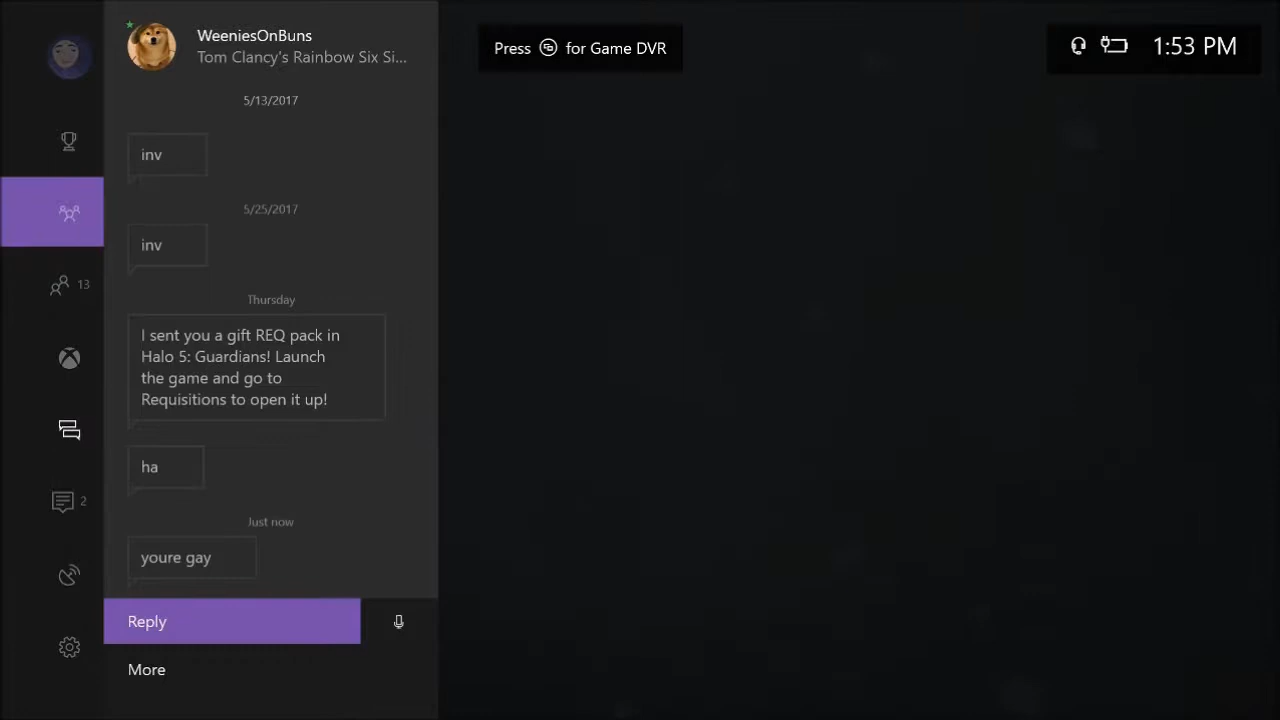 WeeniesOnBuns
Tom Clancy's Rainbow Six Si...
Press for Game DVR
1:53 PM
5/13/2017
inv
5/25/2017
inv
13
Thursday
I sent you a gift REQ pack in
Halo 5: Guardians! Launch
the game and go to
Requisitions to open it up!
ha
2
Just now
youre gay
Reply
More